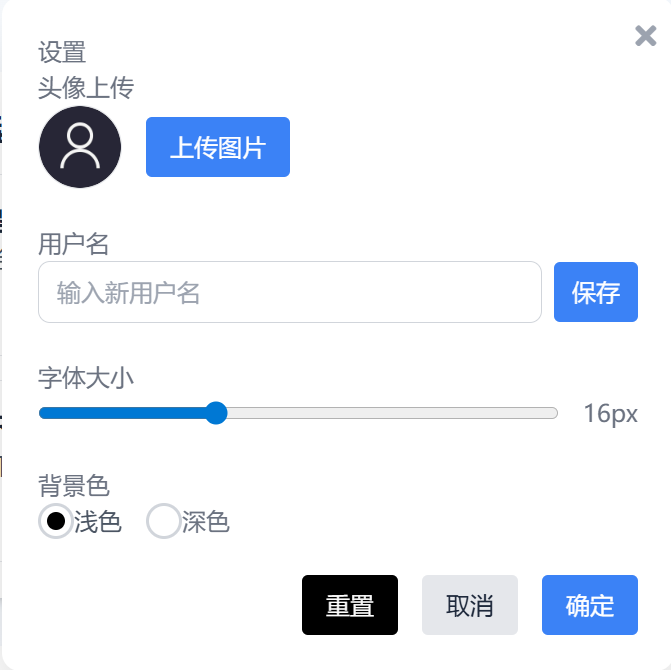 设置
头像上传
上传图片
用户名
输入新用户名 保存
字体大小
16px
背景色
浅色 深色
重置 取消 确定